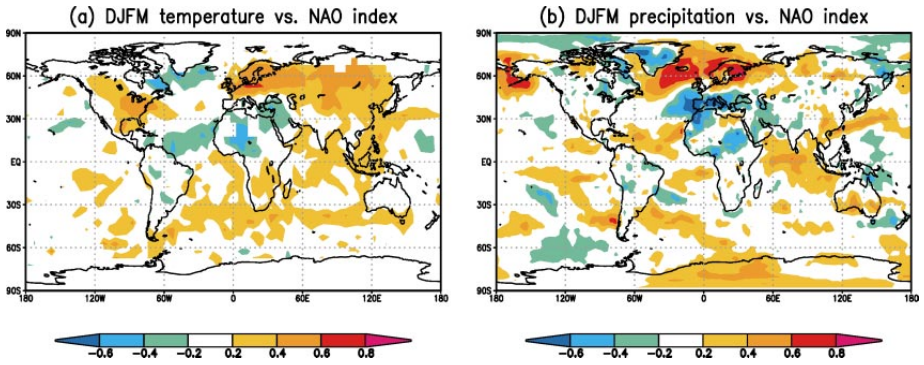 (a) DJFM temperature vs. NAO index
90N
60N
30N
EQ
30S
60S
90S
180 120W 60W 0 60E 120E 180
-0.6 -0.4 -0.2 0.2 0.4 0.6 0.8
(b) DJFM precipitation vs. NAO index
90N
60N
30N
EQ
30S
60S
90S
180 120W 60W 0 60E 120E 180
-0.6 -0.4 -0.2 0.2 0.4 0.6 0.8